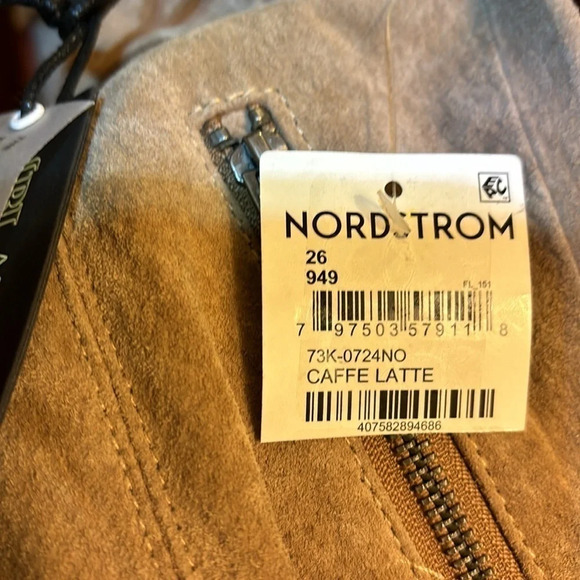 NORDSTROM
26
949
FL_151
7 97503 57911 8
73K-0724NO
CAFFE LATTE
407582894686